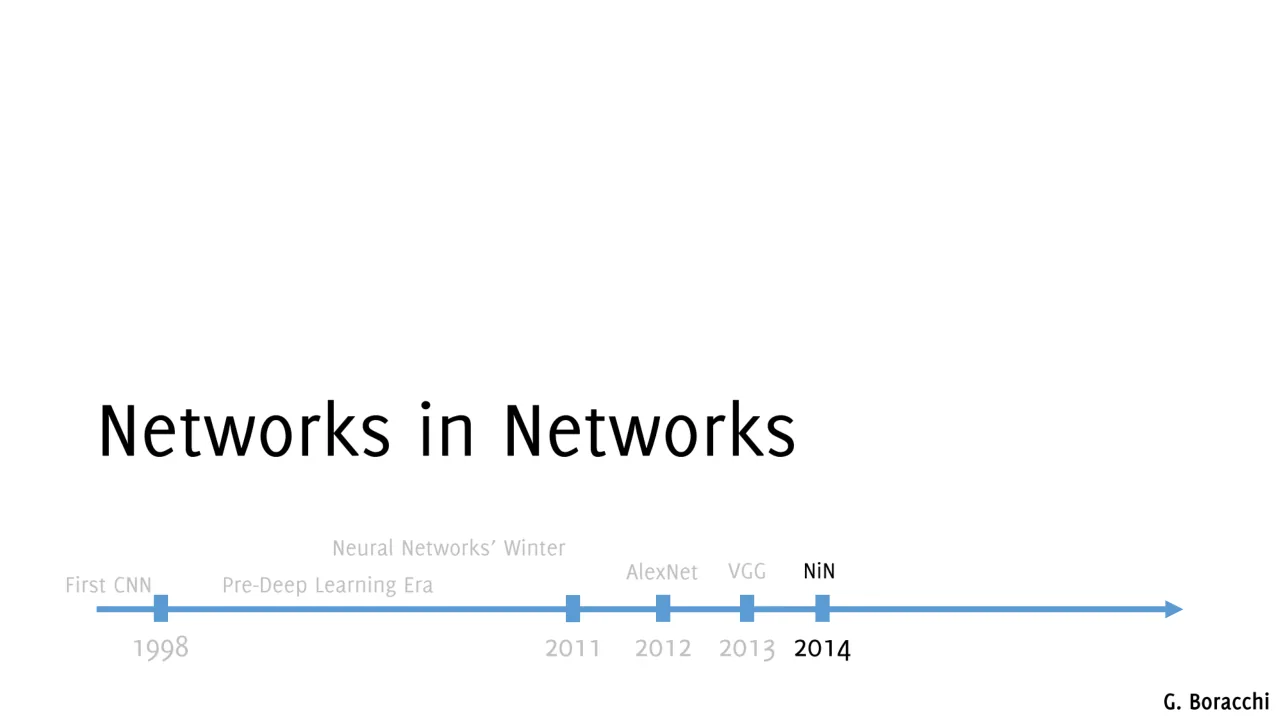 Networks in Networks
Neural Networks’ Winter
First CNN Pre-Deep Learning Era AlexNet VGG NiN
1998 2011 2012 2013 2014
G. Boracchi